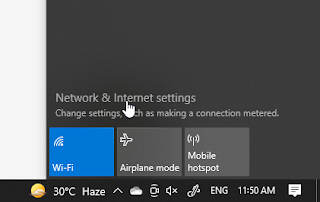 Network & Internet settings
Change settings, such as making a connection metered.
Wi-Fi
Airplane mode
Mobile
hotspot
30°C Haze
ENG
11:50 AM